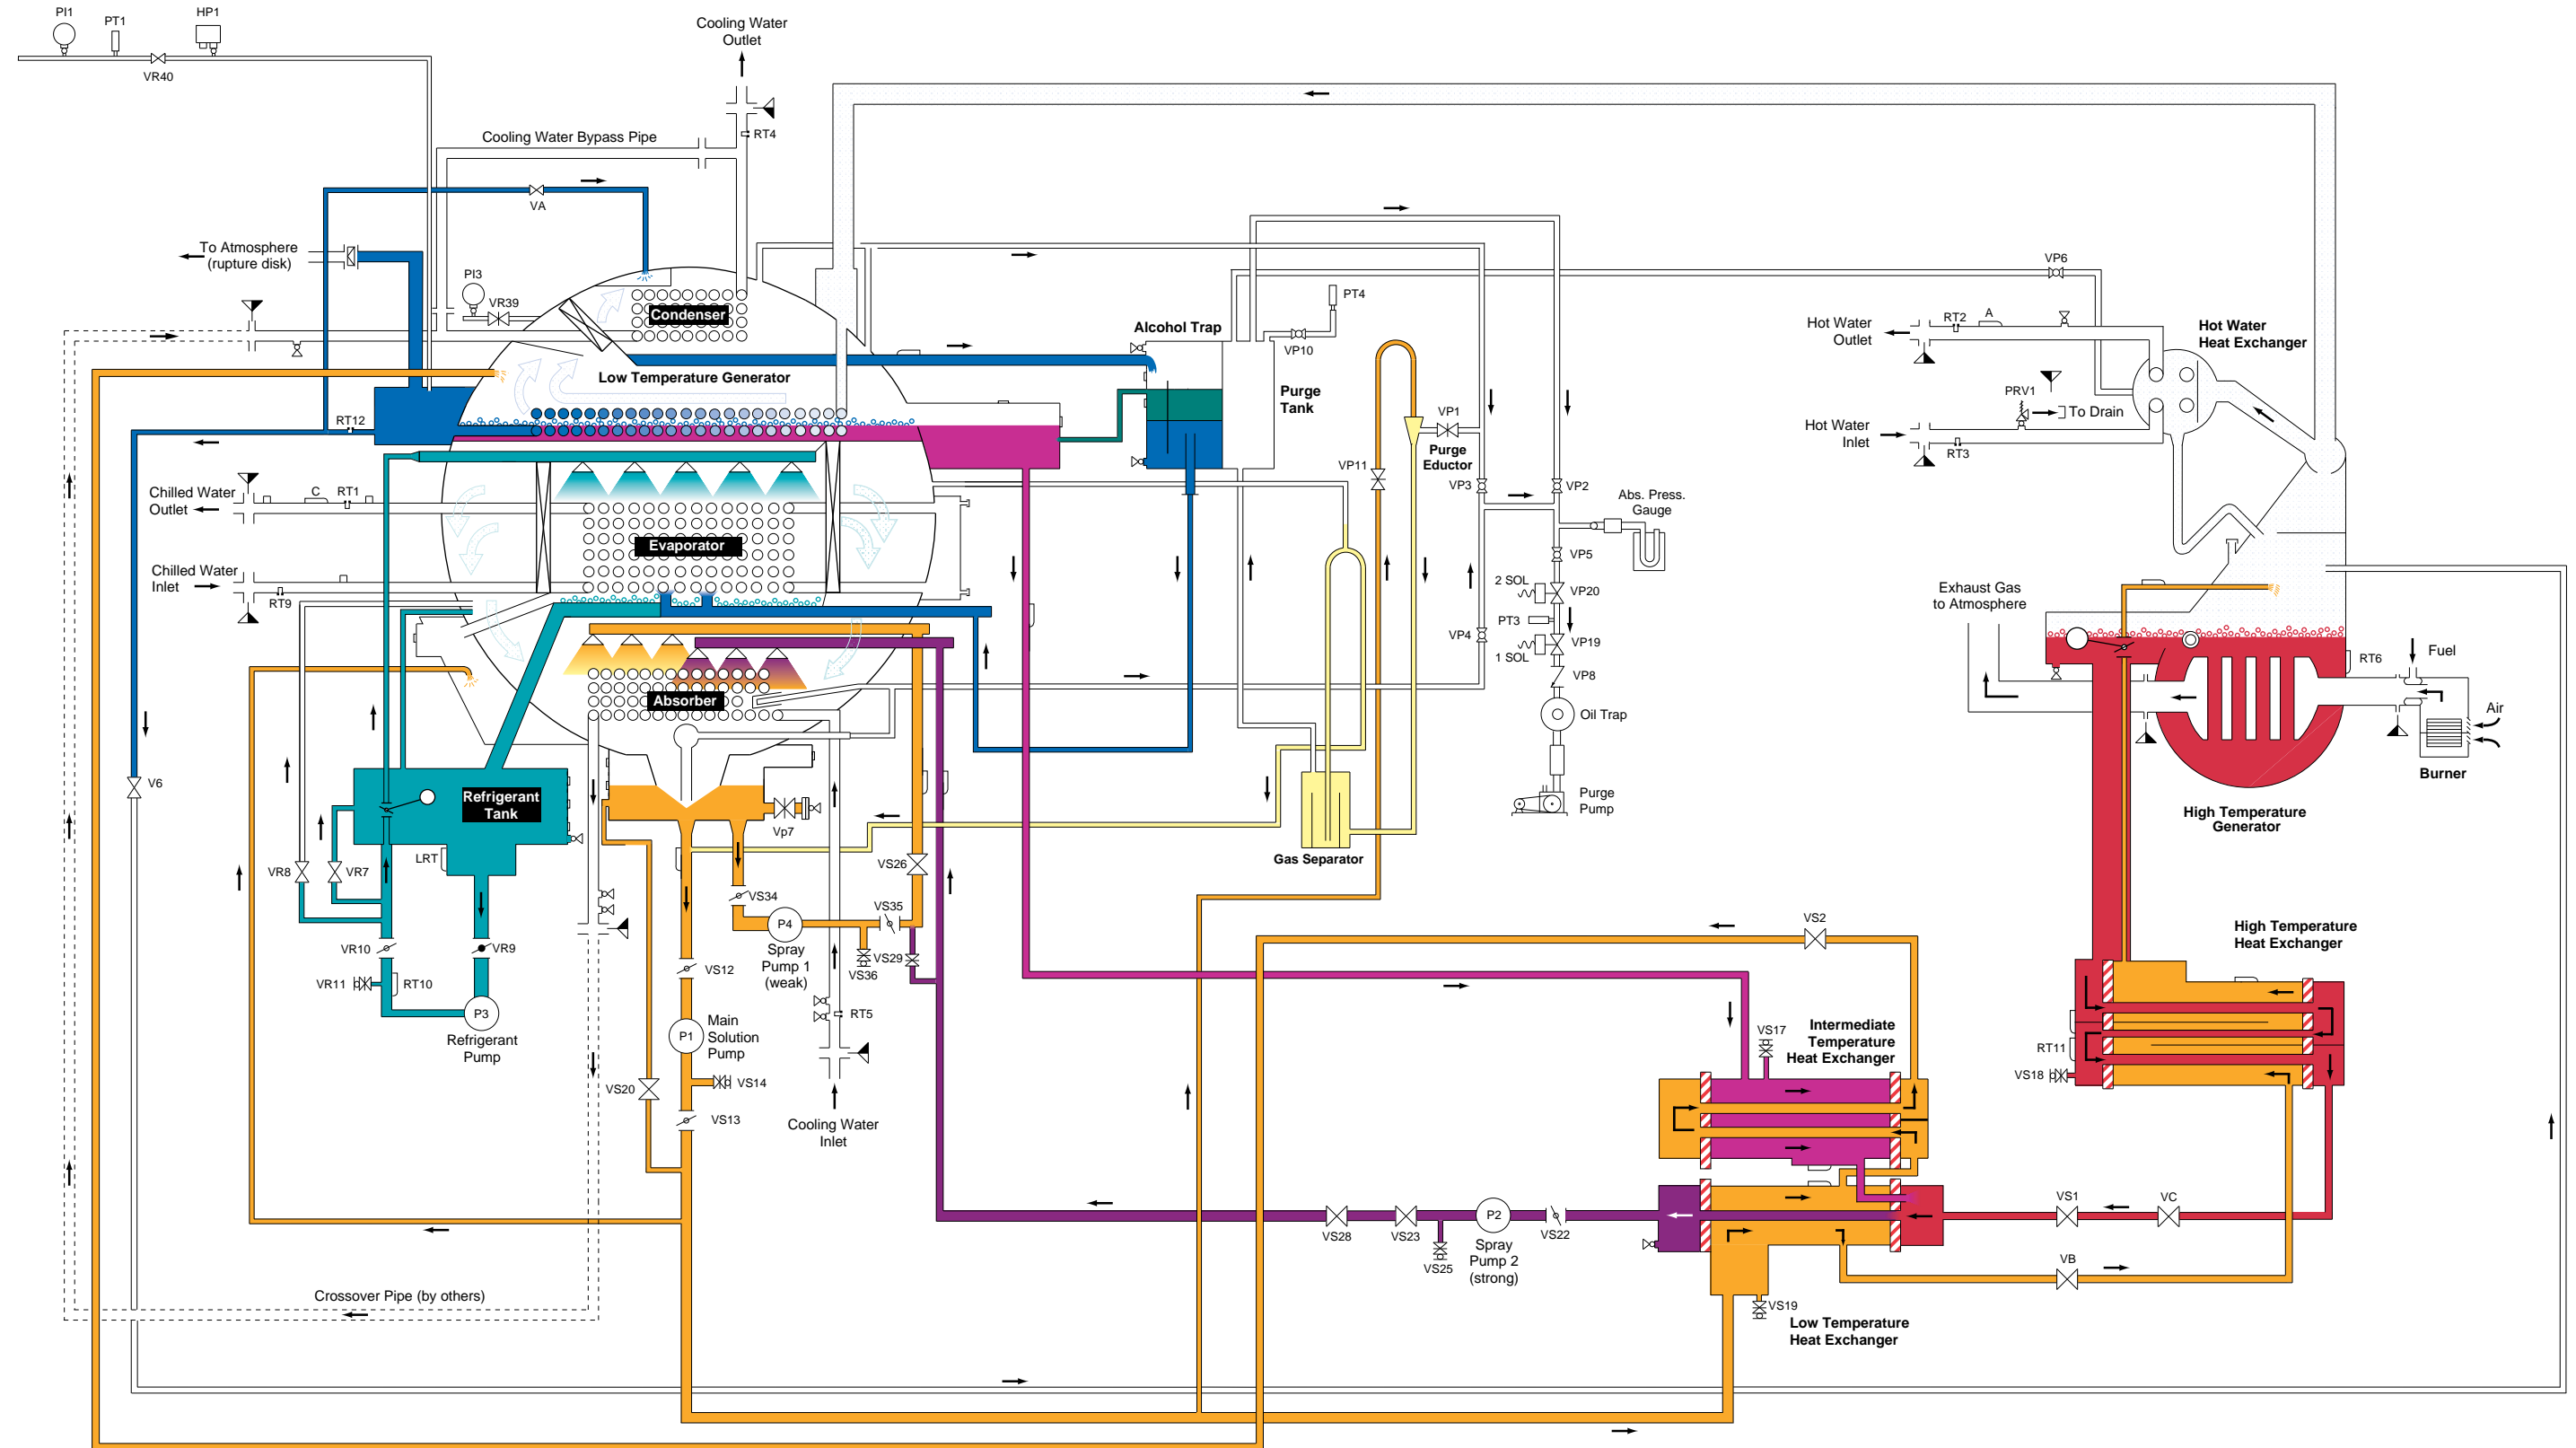 PI1
PT1
HP1
VR40
Cooling Water
Outlet
RT4
Cooling Water Bypass Pipe
VA
To Atmosphere
(rupture disk)
PI3
VR39
Condenser
Low Temperature Generator
RT12
Alcohol Trap
PT4
VP10
Purge
Tank
VP1
Purge
Eductor
VP11
VP3
VP2
Abs. Press.
Gauge
VP5
2 SOL
VP20
PT3
1 SOL
VP19
VP4
VP8
Oil Trap
Purge
Pump
VP6
Hot Water
Outlet
RT2
A
Hot Water
Heat Exchanger
PRV1
To Drain
Hot Water
Inlet
RT3
Chilled Water
Outlet
C
RT1
Evaporator
Chilled Water
Inlet
RT9
Absorber
Exhaust Gas
to Atmosphere
RT6
Fuel
Air
Burner
High Temperature
Generator
V6
Refrigerant
Tank
LRT
VR8
VR7
VR10
VR9
VR11
RT10
P3
Refrigerant
Pump
Vp7
Gas Separator
VS26
VS34
VS35
P4
Spray
Pump 1
(weak)
VS36
VS29
VS12
P1
Main
Solution
Pump
VS14
VS20
VS13
RT5
Cooling Water
Inlet
VS2
High Temperature
Heat Exchanger
RT11
VS18
VS17
Intermediate
Temperature
Heat Exchanger
VS1
VC
VB
VS28
VS23
VS25
P2
Spray
Pump 2
(strong)
VS22
VS19
Low Temperature
Heat Exchanger
Crossover Pipe (by others)